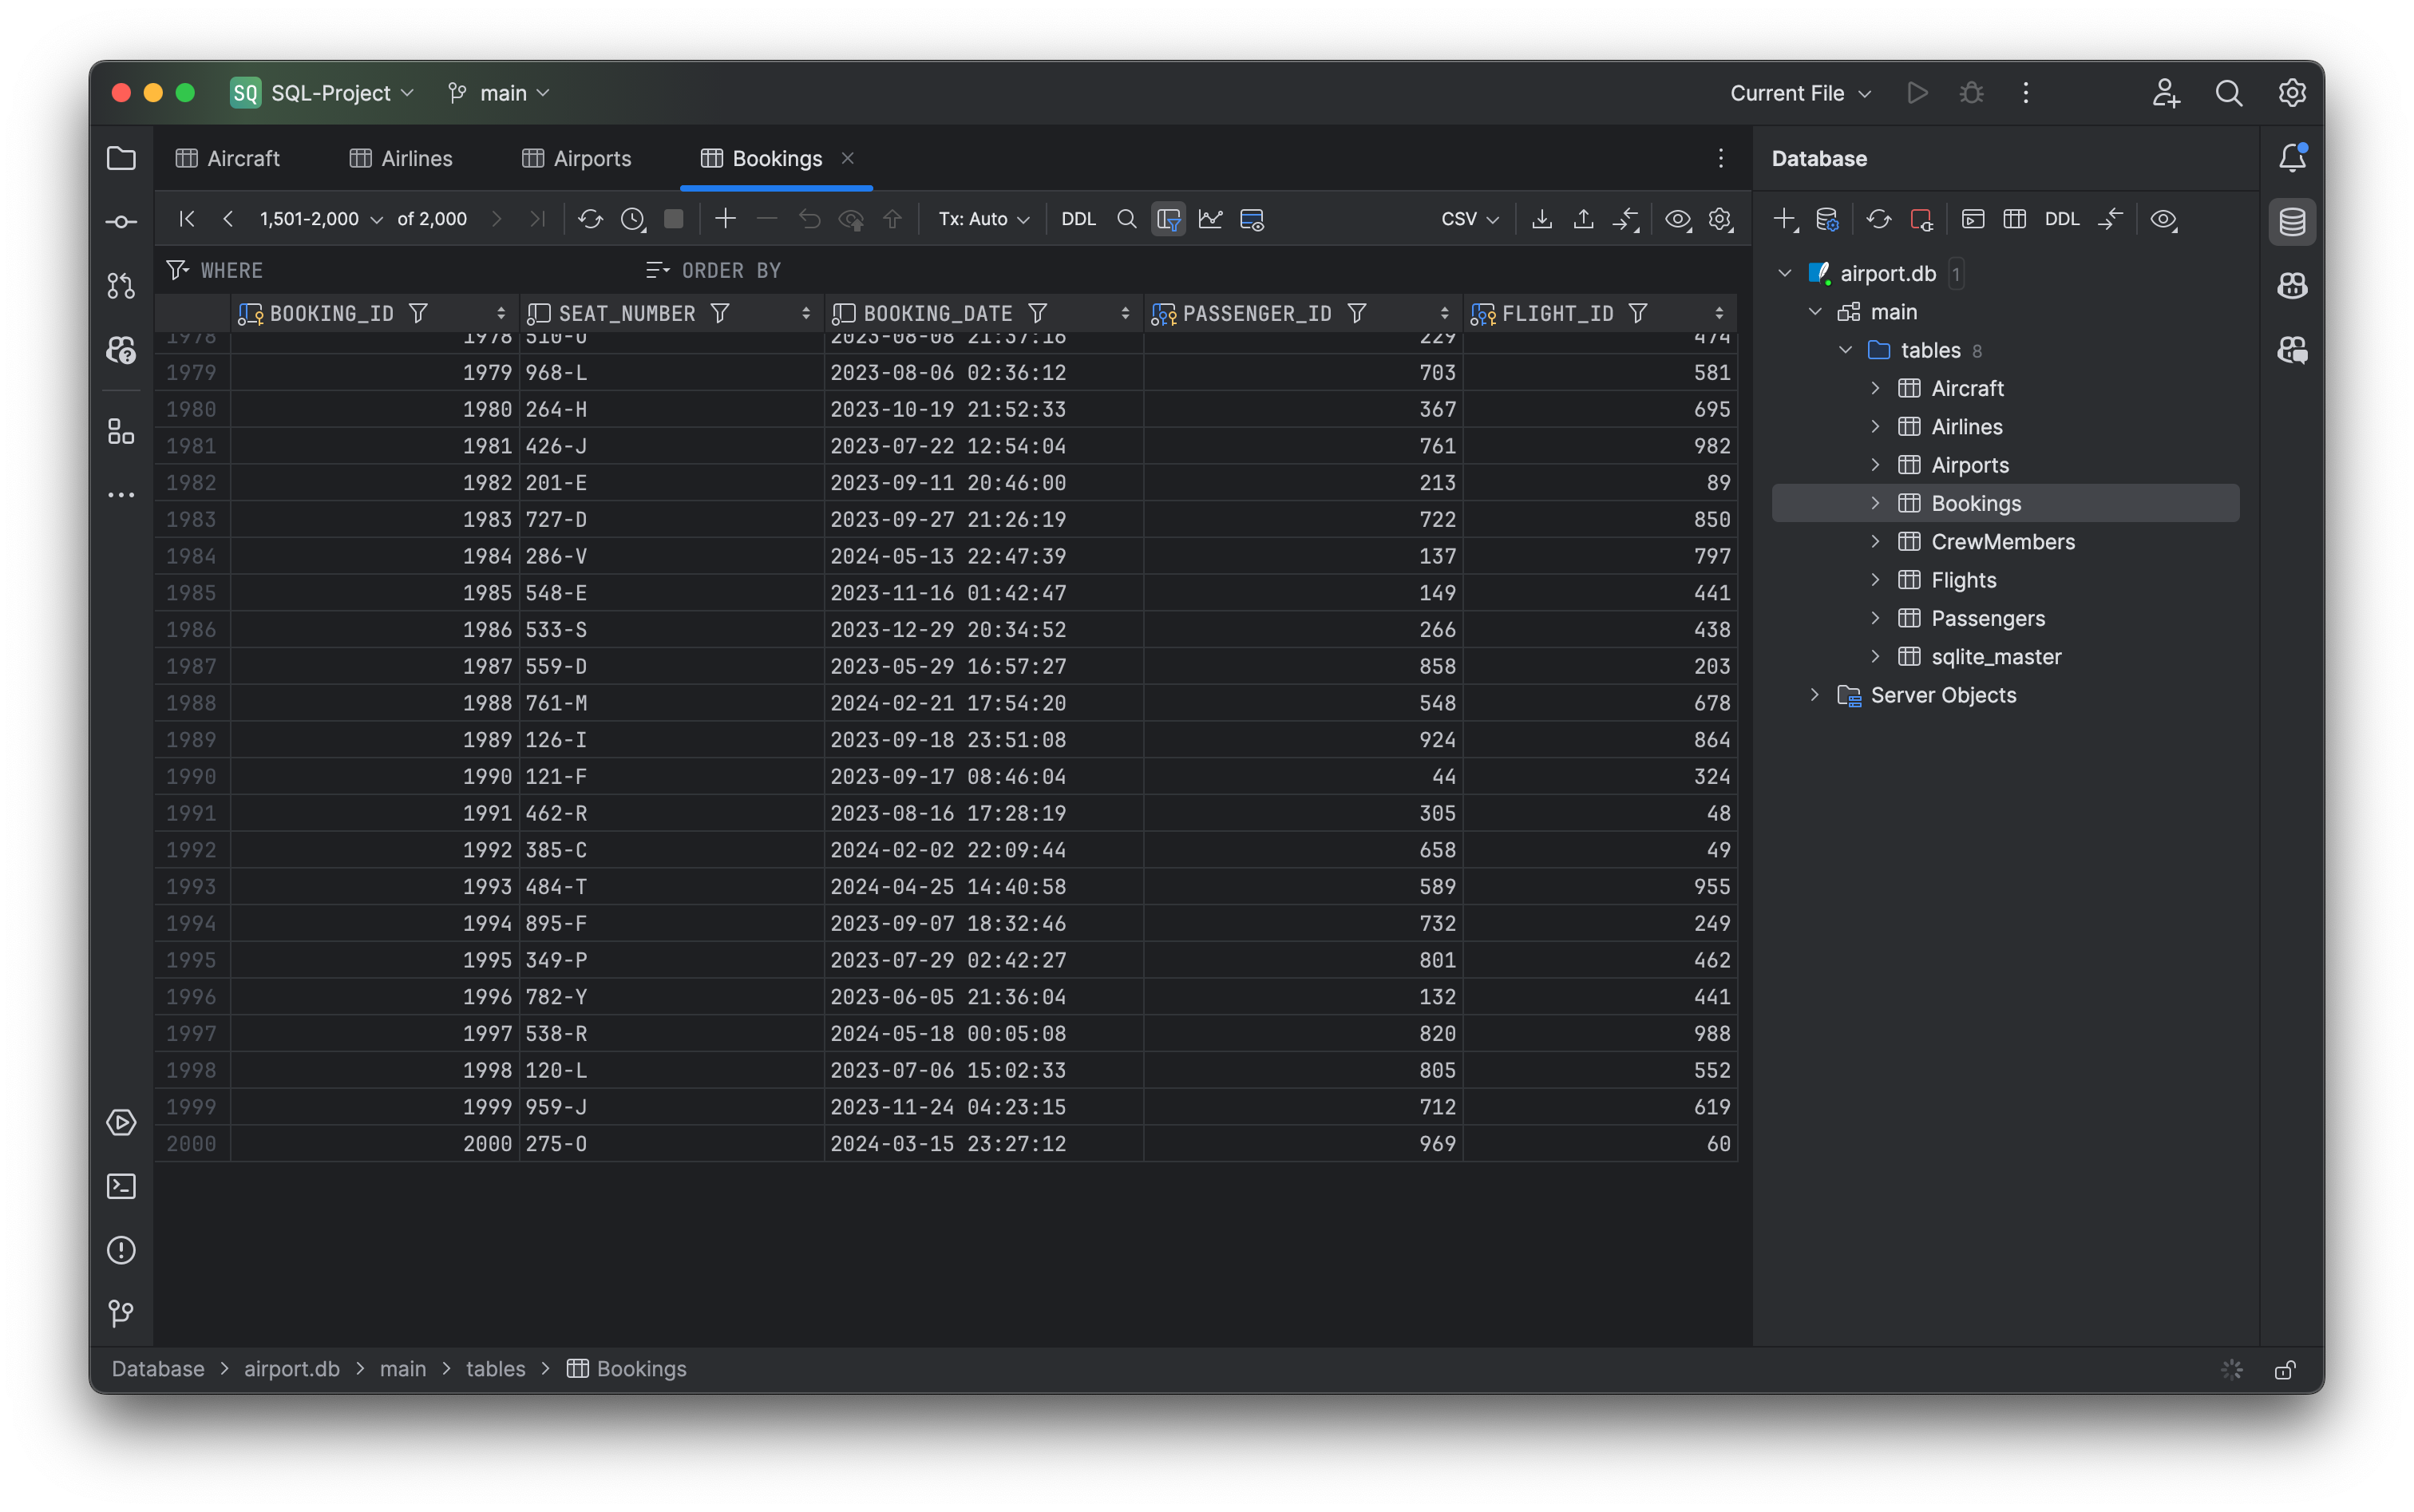 SQ SQL-Project main Current File
Aircraft Airlines Airports Bookings Database
1,501-2,000 of 2,000 Tx: Auto DDL CSV DDL
WHERE ORDER BY
BOOKING_ID SEAT_NUMBER BOOKING_DATE PASSENGER_ID FLIGHT_ID
1978 1978 510-U 2023-08-08 21:37:16 229 474
1979 1979 968-L 2023-08-06 02:36:12 703 581
1980 1980 264-H 2023-10-19 21:52:33 367 695
1981 1981 426-J 2023-07-22 12:54:04 761 982
1982 1982 201-E 2023-09-11 20:46:00 213 89
1983 1983 727-D 2023-09-27 21:26:19 722 850
1984 1984 286-V 2024-05-13 22:47:39 137 797
1985 1985 548-E 2023-11-16 01:42:47 149 441
1986 1986 533-S 2023-12-29 20:34:52 266 438
1987 1987 559-D 2023-05-29 16:57:27 858 203
1988 1988 761-M 2024-02-21 17:54:20 548 678
1989 1989 126-I 2023-09-18 23:51:08 924 864
1990 1990 121-F 2023-09-17 08:46:04 44 324
1991 1991 462-R 2023-08-16 17:28:19 305 48
1992 1992 385-C 2024-02-02 22:09:44 658 49
1993 1993 484-T 2024-04-25 14:40:58 589 955
1994 1994 895-F 2023-09-07 18:32:46 732 249
1995 1995 349-P 2023-07-29 02:42:27 801 462
1996 1996 782-Y 2023-06-05 21:36:04 132 441
1997 1997 538-R 2024-05-18 00:05:08 820 988
1998 1998 120-L 2023-07-06 15:02:33 805 552
1999 1999 959-J 2023-11-24 04:23:15 712 619
2000 2000 275-O 2024-03-15 23:27:12 969 60
airport.db 1
main
tables 8
Aircraft
Airlines
Airports
Bookings
CrewMembers
Flights
Passengers
sqlite_master
Server Objects
Database > airport.db > main > tables > Bookings